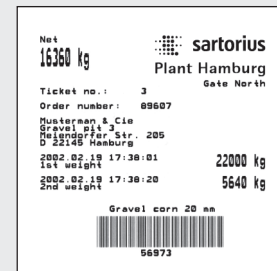 Net
16360 kg
sartorius
Plant Hamburg
Gate North
Ticket no.: 3
Order number: 89607
Musterman & Cie
Gravel pit 3
Meiendorfer Str. 205
D 22145 Hamburg
2002.02.19 17:38:01
1st weight 22000 kg
2002.02.19 17:38:20
2nd weight 5640 kg
Gravel corn 20 mm
56973